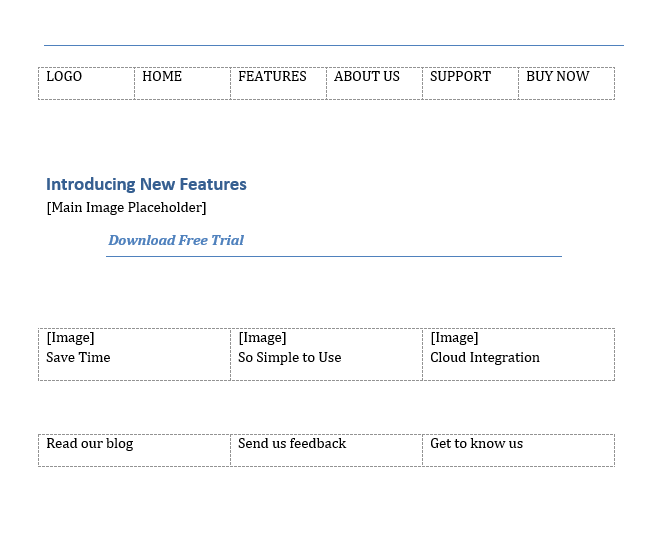 LOGO HOME FEATURES ABOUT US SUPPORT BUY NOW
Introducing New Features
[Main Image Placeholder]
Download Free Trial
[Image] [Image] [Image]
Save Time So Simple to Use Cloud Integration
Read our blog Send us feedback Get to know us